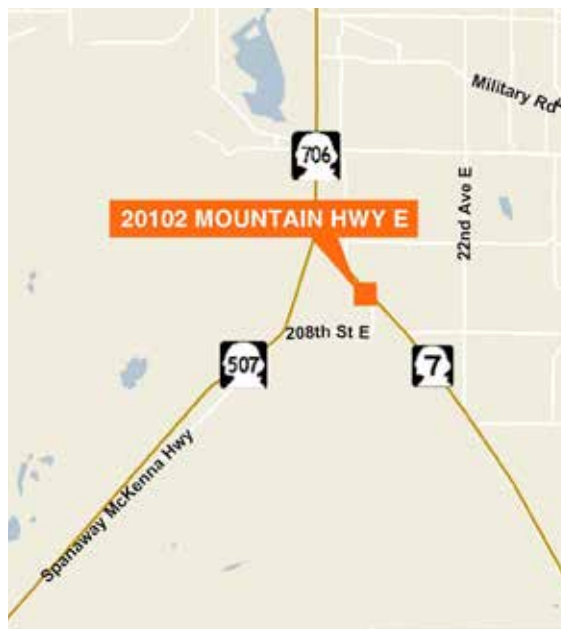 Military Rd
706
22nd Ave E
20102 MOUNTAIN HWY E
208th St E
507
7
Spanaway McKenna Hwy